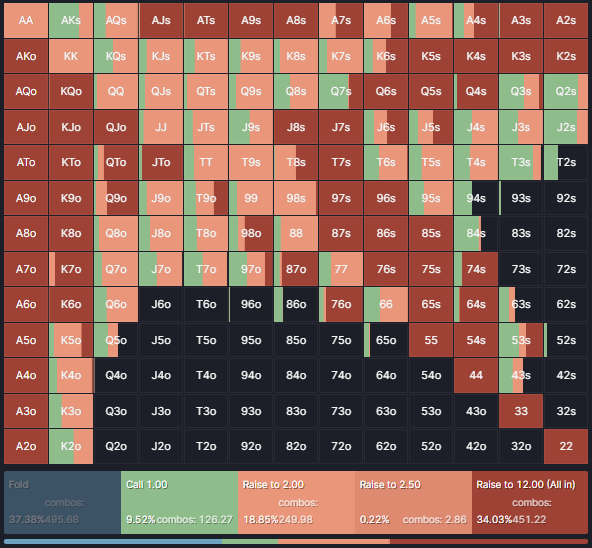 AA AKs AQs AJs ATs A9s A8s A7s A6s A5s A4s A3s A2s
AKo KK KQs KJs KTs K9s K8s K7s K6s K5s K4s K3s K2s
AQo KQo QQ QJs QTs Q9s Q8s Q7s Q6s Q5s Q4s Q3s Q2s
AJo KJo QJo JJ JTs J9s J8s J7s J6s J5s J4s J3s J2s
ATo KTo QTo JTo TT T9s T8s T7s T6s T5s T4s T3s T2s
A9o K9o Q9o J9o T9o 99 98s 97s 96s 95s 94s 93s 92s
A8o K8o Q8o J8o T8o 98o 88 87s 86s 85s 84s 83s 82s
A7o K7o Q7o J7o T7o 97o 87o 77 76s 75s 74s 73s 72s
A6o K6o Q6o J6o T6o 96o 86o 76o 66 65s 64s 63s 62s
A5o K5o Q5o J5o T5o 95o 85o 75o 65o 55 54s 53s 52s
A4o K4o Q4o J4o T4o 94o 84o 74o 64o 54o 44 43s 42s
A3o K3o Q3o J3o T3o 93o 83o 73o 63o 53o 43o 33 32s
A2o K2o Q2o J2o T2o 92o 82o 72o 62o 52o 42o 32o 22
Fold Call 1.00 Raise to 2.00 Raise to 2.50 Raise to 12.00 (All in)
combos: combos: combos:
37.38%495.68 9.52%combos: 126.27 18.85%249.98 0.22% combos: 2.86 34.03%451.22